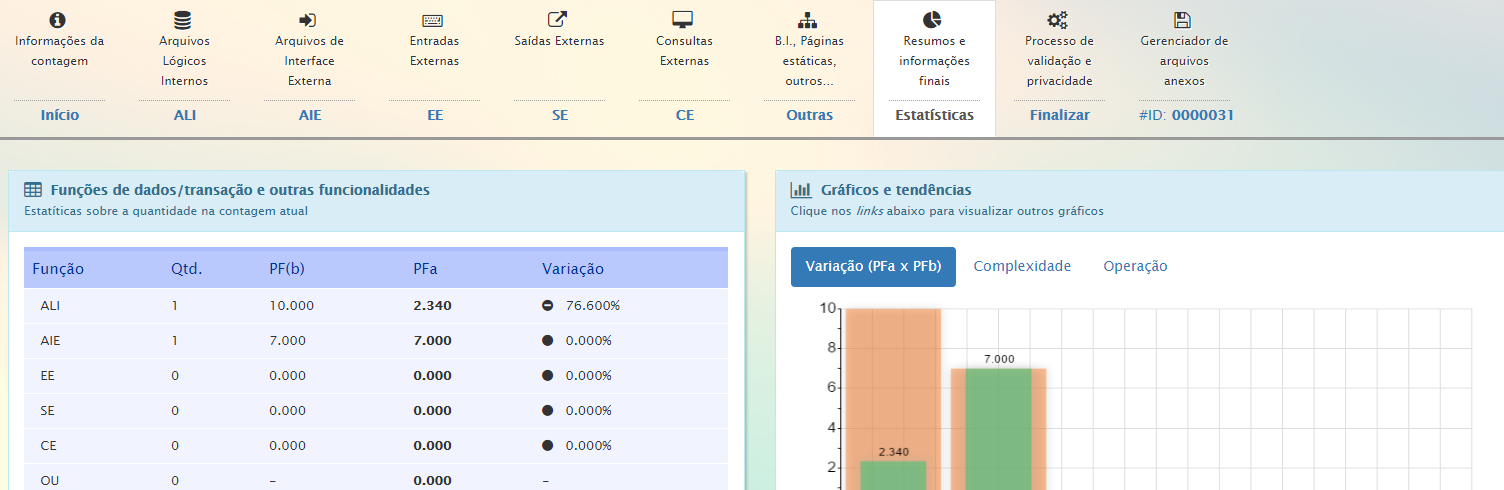 Informações da
contagem
Início
Arquivos
Lógicos
Internos
ALI
Arquivos de
Interface
Externa
AIE
Entradas
Externas
EE
Saídas Externas
SE
Consultas
Externas
CE
B.I., Páginas
estáticas,
outros...
Outras
Resumos e
informações
finais
Estatísticas
Processo de
validação e
privacidade
Finalizar
Gerenciador de
arquivos
anexos
#ID: 0000031
Funções de dados/transação e outras funcionalidades
Estatíticas sobre a quantidade na contagem atual
Função Qtd. PF(b) PFa Variação
ALI 1 10.000 2.340 76.600%
AIE 1 7.000 7.000 0.000%
EE 0 0.000 0.000 0.000%
SE 0 0.000 0.000 0.000%
CE 0 0.000 0.000 0.000%
OU 0 – 0.000 –
Gráficos e tendências
Clique nos links abaixo para visualizar outros gráficos
Variação (PFa x PFb) Complexidade Operação
10
8
7.000
6
4
2.340
2